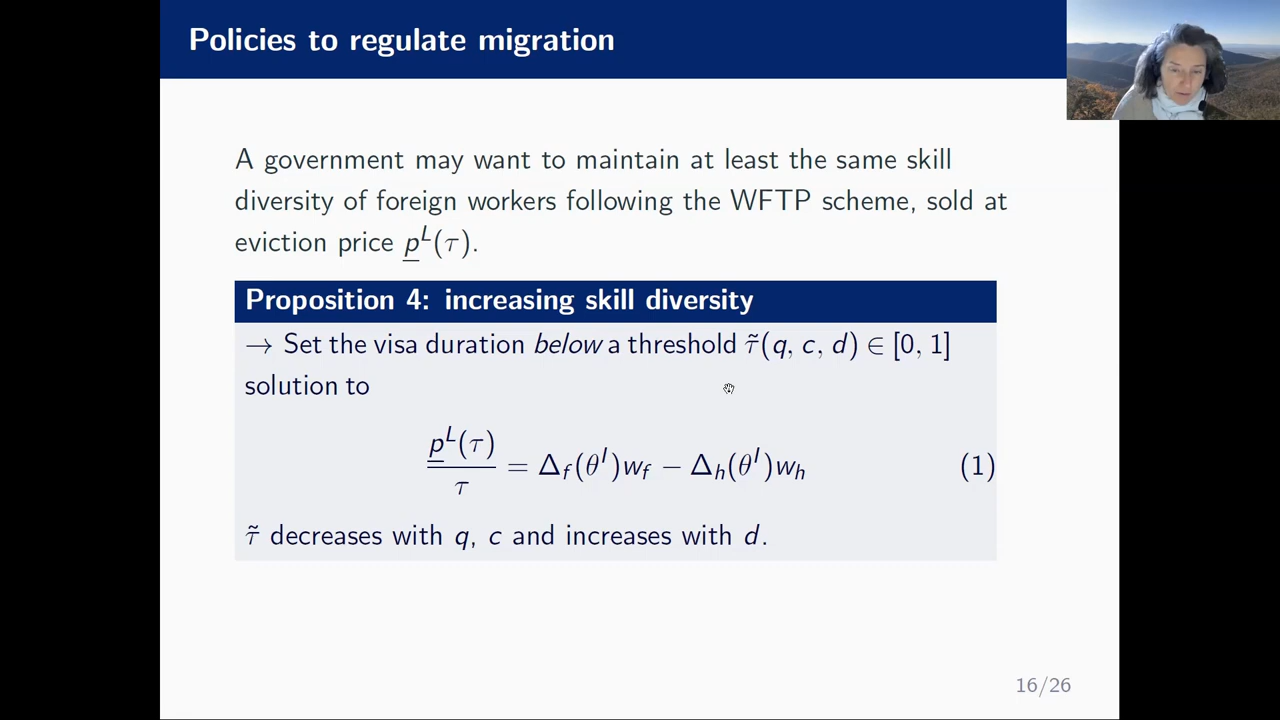 Policies to regulate migration
A government may want to maintain at least the same skill
diversity of foreign workers following the WFTP scheme, sold at
eviction price p̲ᴸ(τ).
Proposition 4: increasing skill diversity
→ Set the visa duration below a threshold τ̃(q, c, d) ∈ [0, 1]
solution to
p̲ᴸ(τ)/τ = Δ_f(θᴵ)w_f − Δ_h(θᴵ)w_h (1)
τ̃ decreases with q, c and increases with d.
16/26